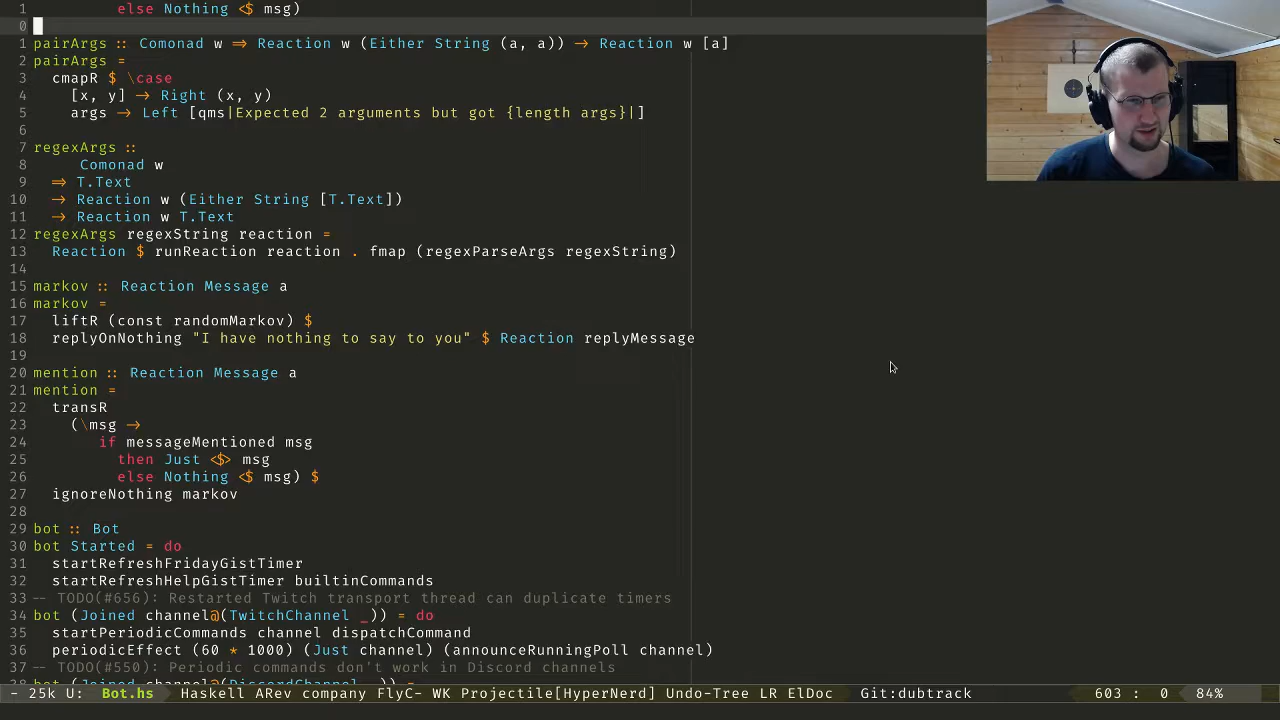 1 else Nothing <$ msg)
0
1 pairArgs :: Comonad w ⇒ Reaction w (Either String (a, a)) → Reaction w [a]
2 pairArgs =
3 cmapR $ \case
4 [x, y] → Right (x, y)
5 args → Left [qms|Expected 2 arguments but got {length args}|]
6
7 regexArgs ::
8 Comonad w
9 ⇒ T.Text
10 → Reaction w (Either String [T.Text])
11 → Reaction w T.Text
12 regexArgs regexString reaction =
13 Reaction $ runReaction reaction . fmap (regexParseArgs regexString)
14
15 markov :: Reaction Message a
16 markov =
17 liftR (const randomMarkov) $
18 replyOnNothing "I have nothing to say to you" $ Reaction replyMessage
19
20 mention :: Reaction Message a
21 mention =
22 transR
23 (\msg →
24 if messageMentioned msg
25 then Just <$> msg
26 else Nothing <$ msg) $
27 ignoreNothing markov
28
29 bot :: Bot
30 bot Started = do
31 startRefreshFridayGistTimer
32 startRefreshHelpGistTimer builtinCommands
33 -- TODO(#656): Restarted Twitch transport thread can duplicate timers
34 bot (Joined channel@(TwitchChannel _)) = do
35 startPeriodicCommands channel dispatchCommand
36 periodicEffect (60 * 1000) (Just channel) (announceRunningPoll channel)
37 -- TODO(#550): Periodic commands don't work in Discord channels
38 bot (Joined channel@(DiscordChannel _)) =
- 25k U: Bot.hs Haskell ARev company FlyC- WK Projectile[HyperNerd] Undo-Tree LR ElDoc Git:dubtrack 603 : 0 84%